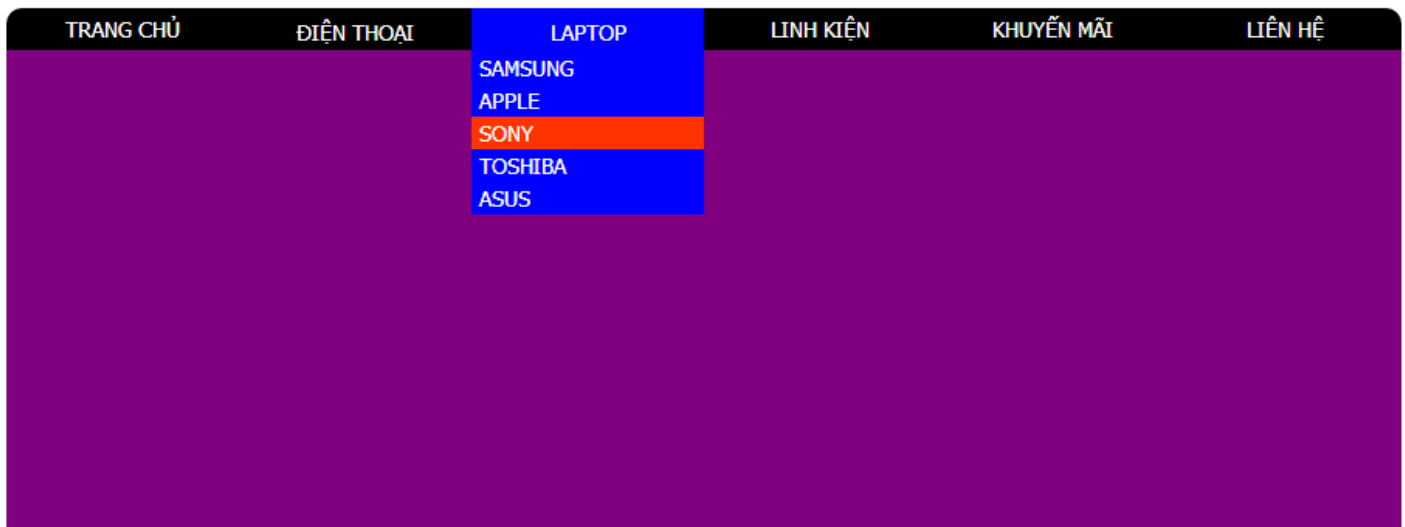 TRANG CHỦ ĐIỆN THOẠI LAPTOP LINH KIỆN KHUYẾN MÃI LIÊN HỆ
SAMSUNG
APPLE
SONY
TOSHIBA
ASUS